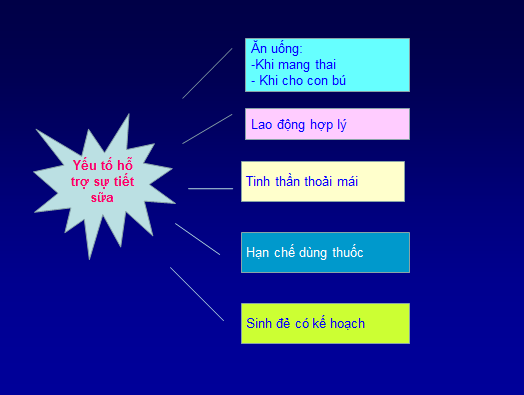 Yếu tố hỗ
trợ sự tiết
sữa
Ăn uống:
-Khi mang thai
- Khi cho con bú
Lao động hợp lý
Tinh thần thoải mái
Hạn chế dùng thuốc
Sinh đẻ có kế hoạch